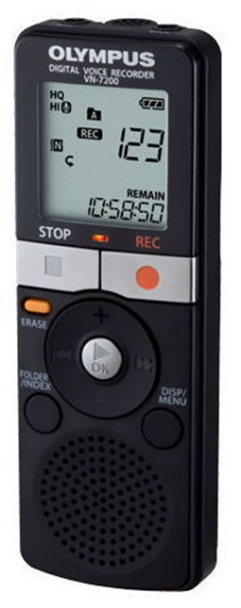 OLYMPUS
DIGITAL VOICE RECORDER
VN-7200
HQ
HI
A
REC
123
IN
REMAIN
10:58:50
STOP
REC
ERASE
+
OK
−
FOLDER
/INDEX
DISP/
MENU